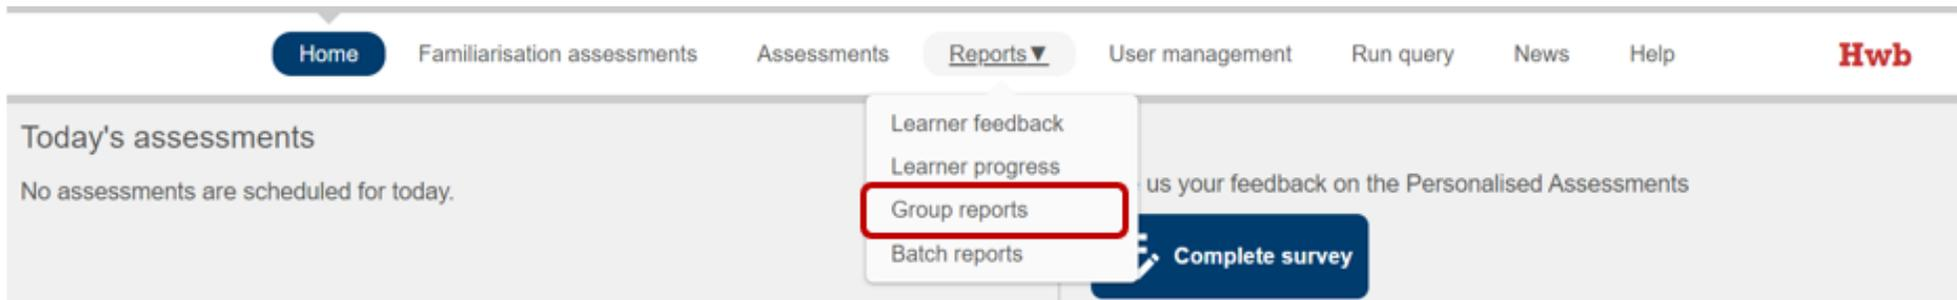 Home Familiarisation assessments Assessments Reports▼ User management Run query News Help Hwb
Today's assessments
No assessments are scheduled for today.
Learner feedback
Learner progress
Group reports
Batch reports
us your feedback on the Personalised Assessments
Complete survey